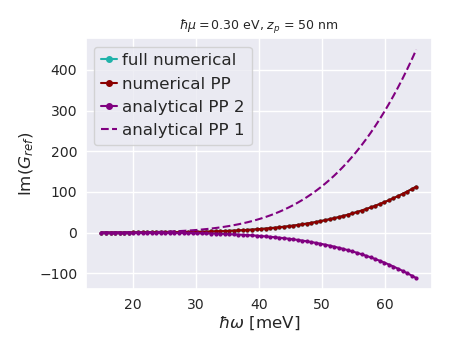 ℏμ = 0.30 eV, z_p = 50 nm
full numerical
numerical PP
analytical PP 2
analytical PP 1
Im(G_ref)
400
300
200
100
0
−100
20 30 40 50 60
ℏω [meV]